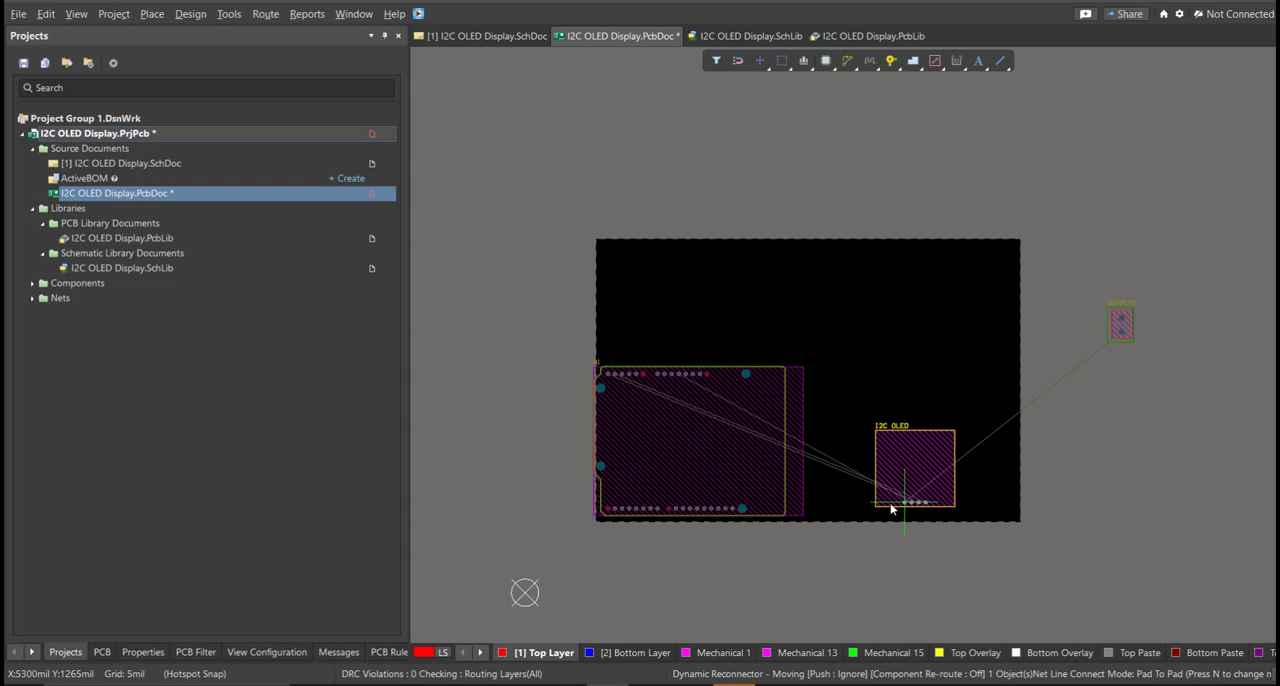 File Edit View Project Place Design Tools Route Reports Window Help Share Not Connected
Projects
[1] I2C OLED Display.SchDoc I2C OLED Display.PcbDoc * I2C OLED Display.SchLib I2C OLED Display.PcbLib
Search
Project Group 1.DsnWrk
I2C OLED Display.PrjPcb *
Source Documents
[1] I2C OLED Display.SchDoc
ActiveBOM + Create
I2C OLED Display.PcbDoc *
Libraries
PCB Library Documents
I2C OLED Display.PcbLib
Schematic Library Documents
I2C OLED Display.SchLib
Components
Nets
I2C OLED
Projects PCB Properties PCB Filter View Configuration Messages PCB Rule LS [1] Top Layer [2] Bottom Layer Mechanical 1 Mechanical 13 Mechanical 15 Top Overlay Bottom Overlay Top Paste Bottom Paste
X:5300mil Y:1265mil Grid: 5mil (Hotspot Snap) DRC Violations : 0 Checking : Routing Layers(All) Dynamic Reconnector - Moving [Push : Ignore] [Component Re-route : Off] 1 Object(s)Net Line Connect Mode: Pad To Pad (Press N to change n